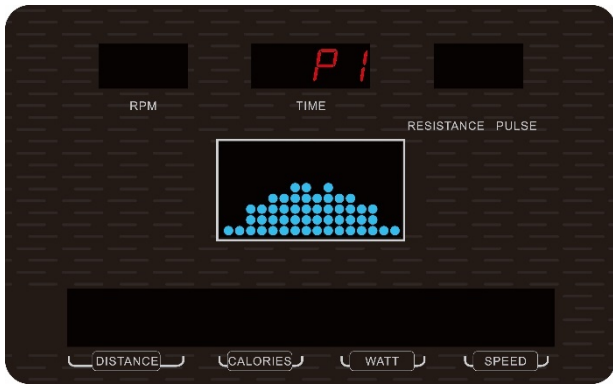 P1
RPM TIME
RESISTANCE PULSE
DISTANCE CALORIES WATT SPEED